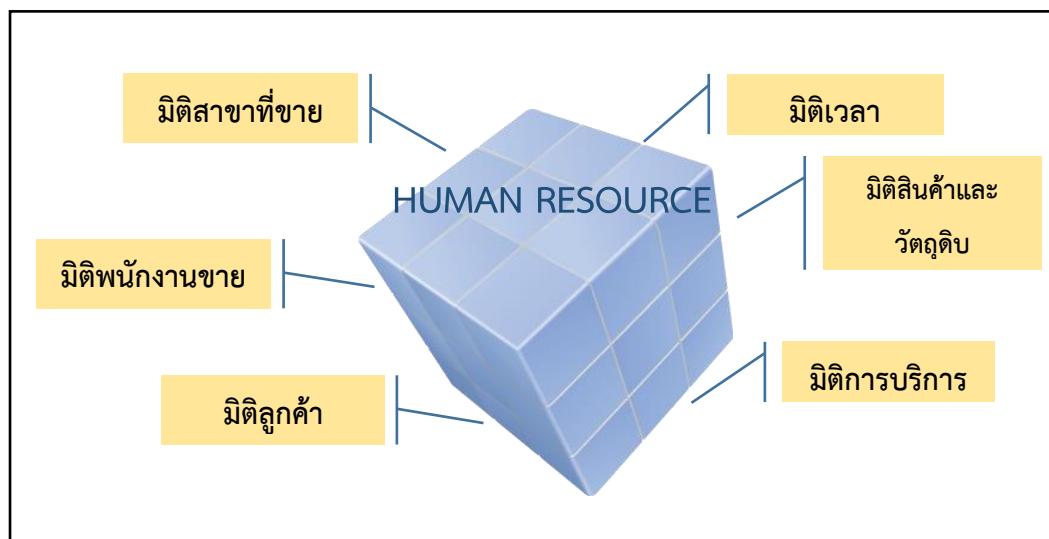 มิติสาขาที่ขาย
มิติเวลา
HUMAN RESOURCE
มิติสินค้าและ
วัตถุดิบ
มิติพนักงานขาย
มิติการบริการ
มิติลูกค้า